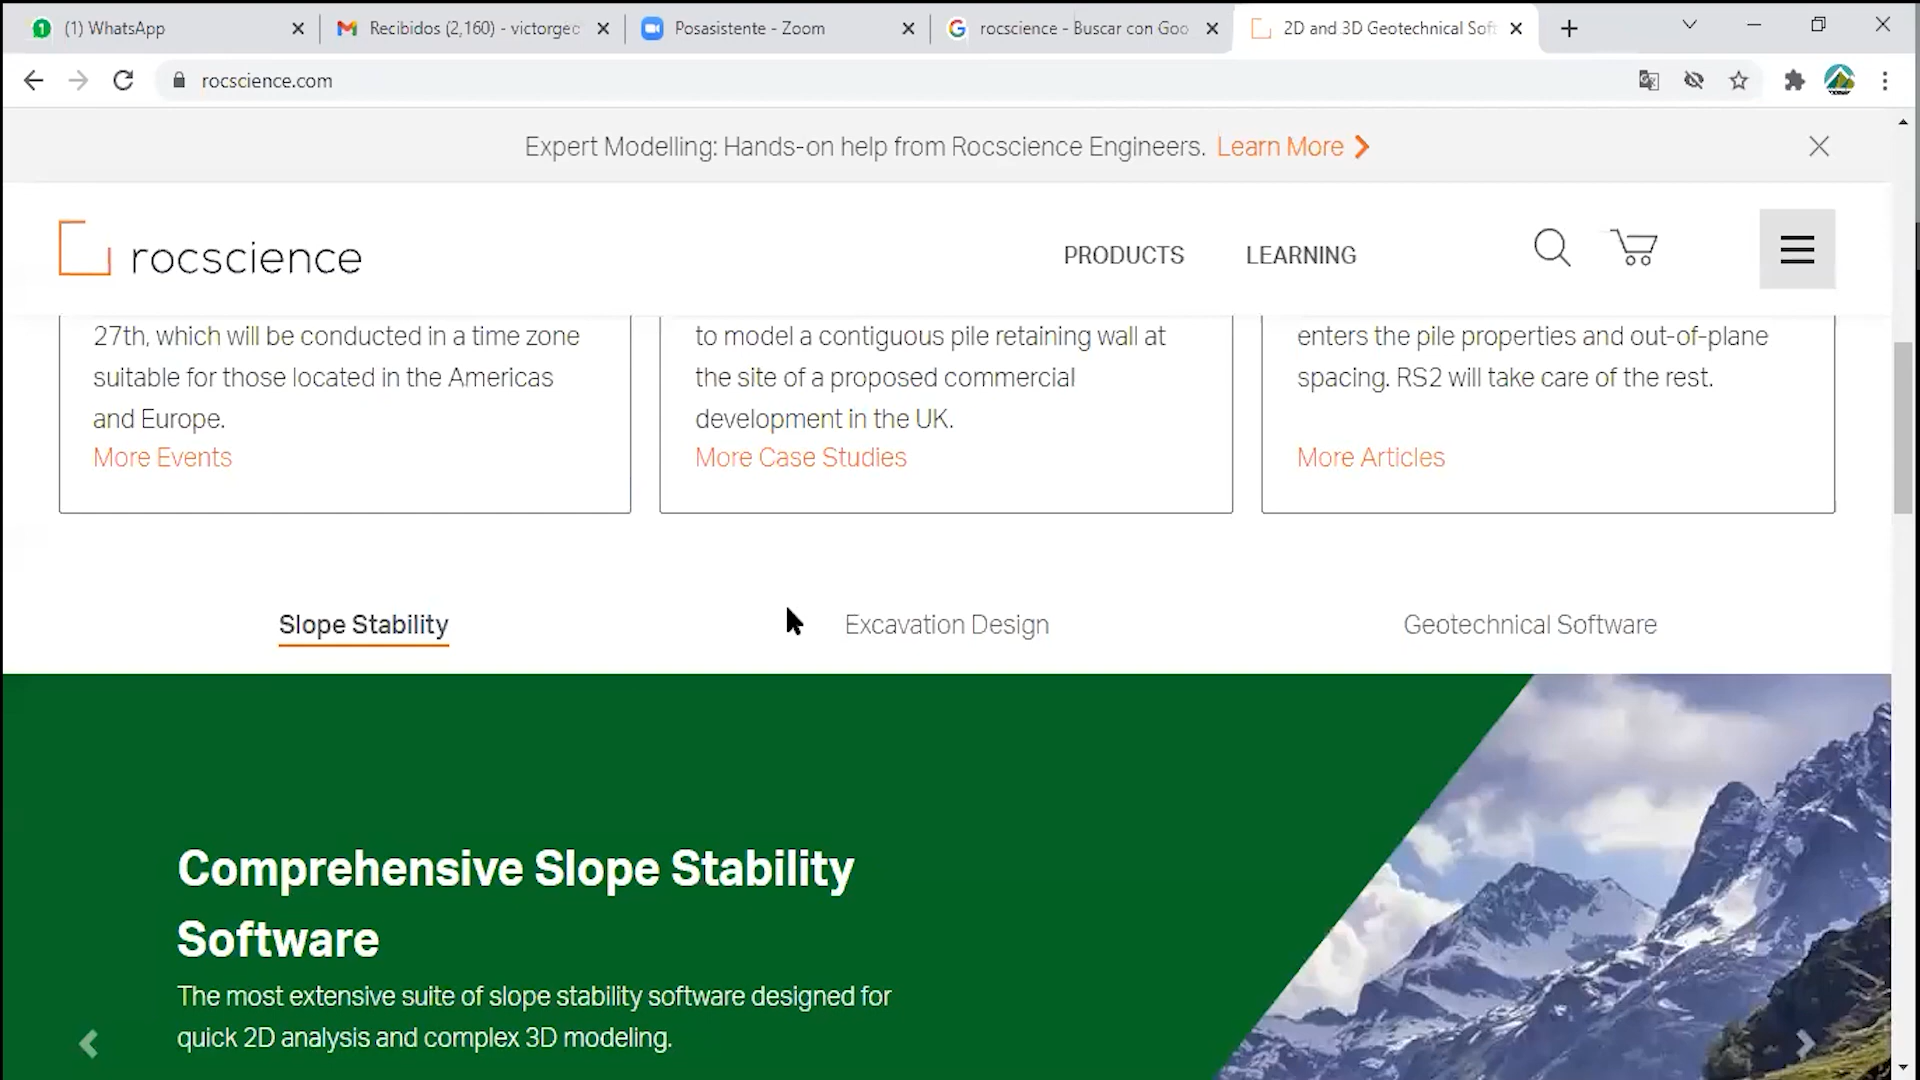 (1) WhatsApp
Recibidos (2,160) - victorgec
Posasistente - Zoom
rocscience - Buscar con Goo
2D and 3D Geotechnical Soft
rocscience.com
Expert Modelling: Hands-on help from Rocscience Engineers. Learn More
rocscience
PRODUCTS
LEARNING
27th, which will be conducted in a time zone
suitable for those located in the Americas
and Europe.
More Events
to model a contiguous pile retaining wall at
the site of a proposed commercial
development in the UK.
More Case Studies
enters the pile properties and out-of-plane
spacing. RS2 will take care of the rest.
More Articles
Slope Stability
Excavation Design
Geotechnical Software
Comprehensive Slope Stability
Software
The most extensive suite of slope stability software designed for
quick 2D analysis and complex 3D modeling.